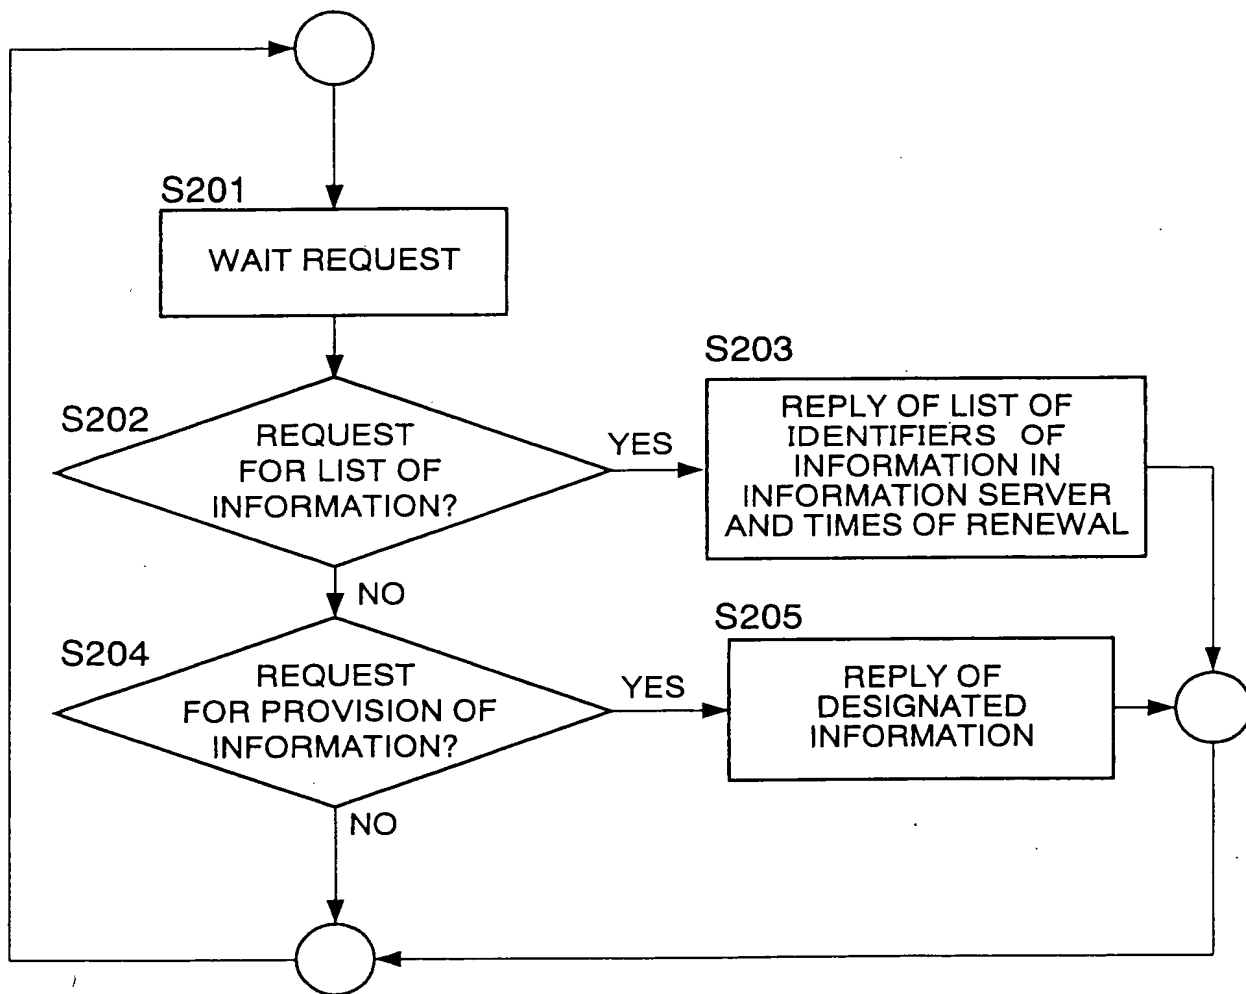 S201
WAIT REQUEST
S202
REQUEST
FOR LIST OF
INFORMATION?
YES
NO
S203
REPLY OF LIST OF
IDENTIFIERS OF
INFORMATION IN
INFORMATION SERVER
AND TIMES OF RENEWAL
S204
REQUEST
FOR PROVISION OF
INFORMATION?
YES
NO
S205
REPLY OF
DESIGNATED
INFORMATION